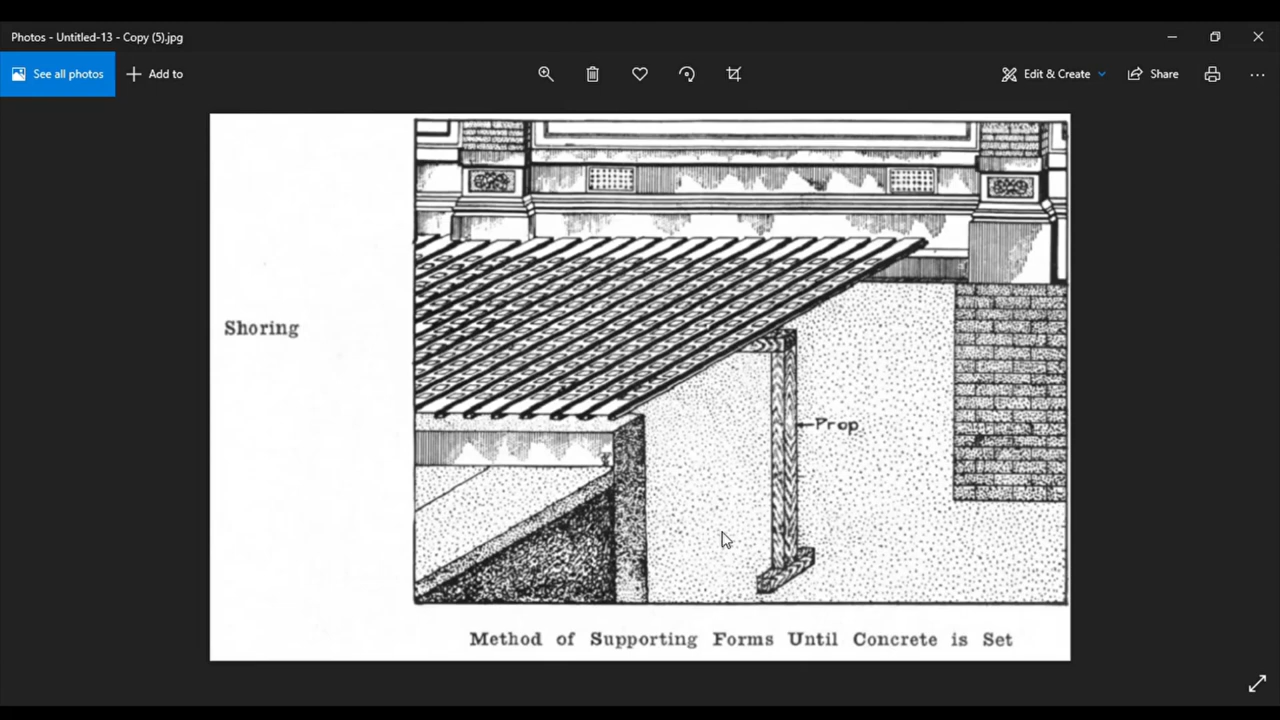 Photos - Untitled-13 - Copy (5).jpg
See all photos
Add to
Edit & Create
Share
Shoring
Prop
Method of Supporting Forms Until Concrete is Set